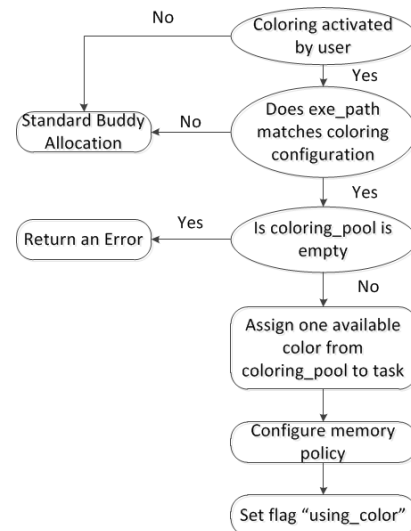 No
Coloring activated
by user
Yes
Standard Buddy
Allocation
No
Does exe_path
matches coloring
configuration
Yes
Return an Error
Yes
Is coloring_pool is
empty
No
Assign one available
color from
coloring_pool to task
Configure memory
policy
Set flag “using_color”